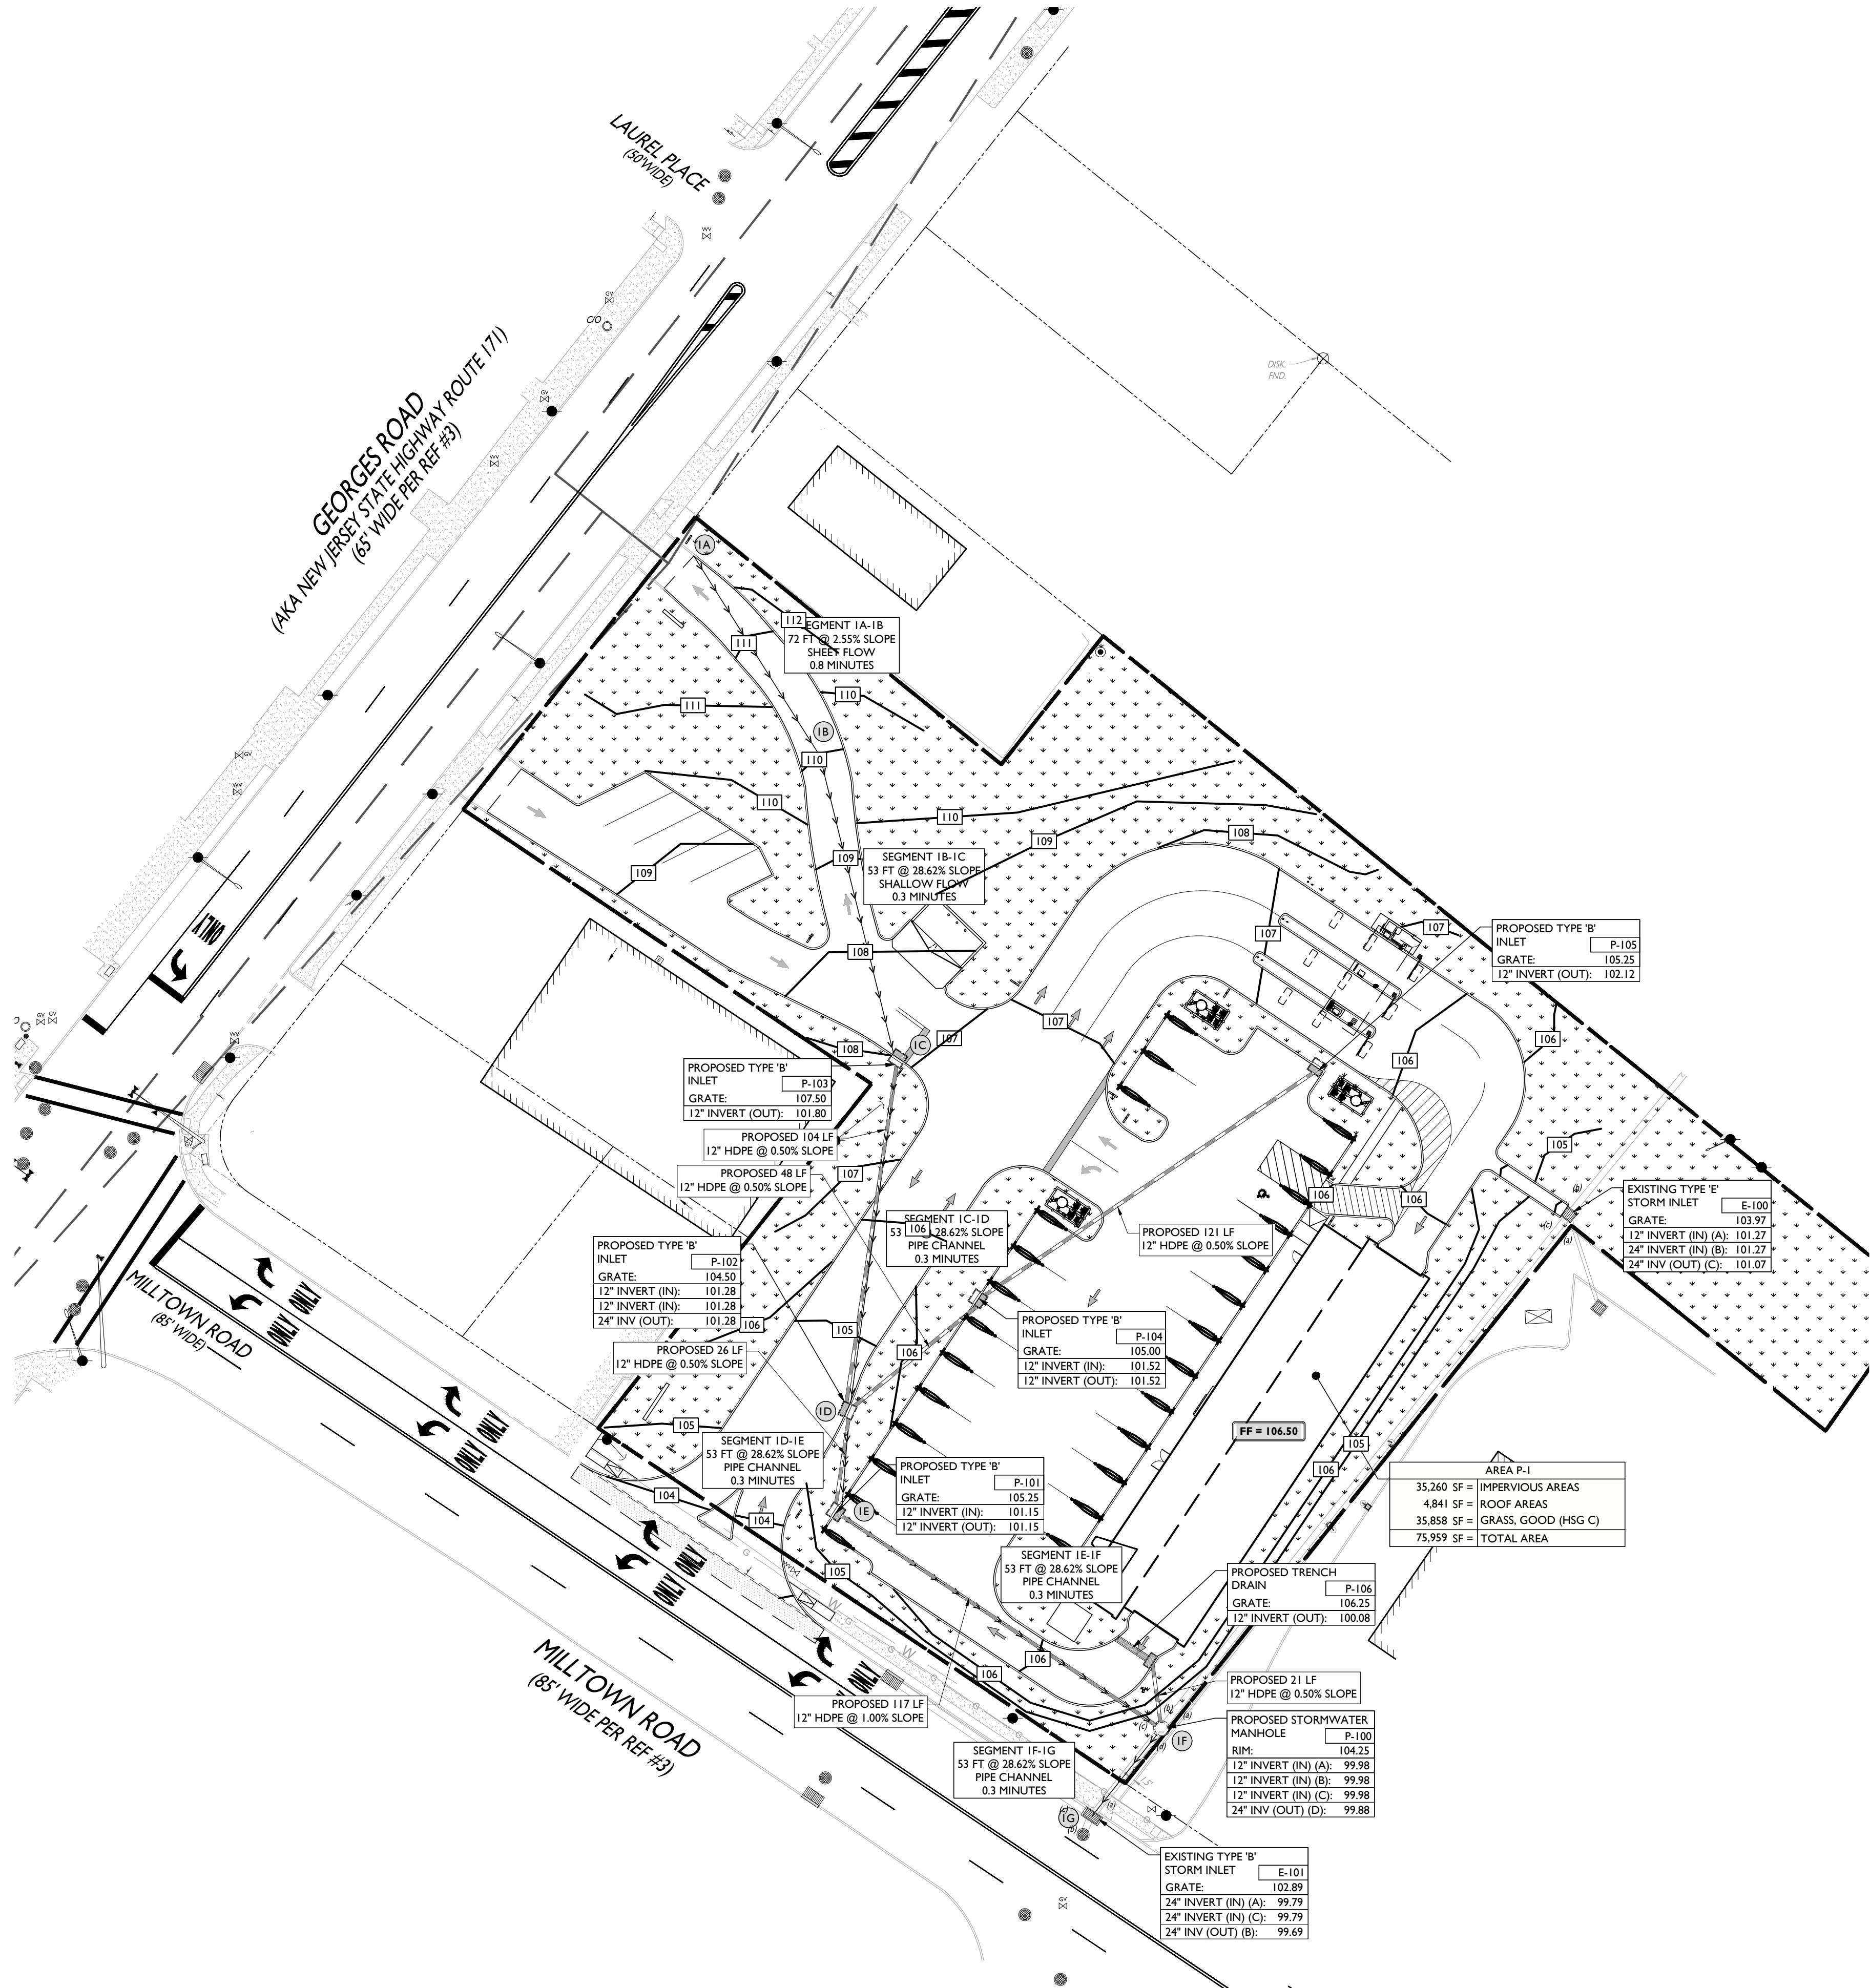 LAUREL PLACE
(50'WIDE)
WV
GV
C/O
GV
WV
GEORGES ROAD
(AKA NEW JERSEY STATE HIGHWAY ROUTE 171)
(65' WIDE PER REF #3)
DISK.
FND.
1A
112
SEGMENT 1A-1B
72 FT @ 2.55% SLOPE
SHEET FLOW
0.8 MINUTES
111
110
111
1B
110
GV
WV
110
110
109
108
109
SEGMENT 1B-1C
53 FT @ 28.62% SLOPE
SHALLOW FLOW
0.3 MINUTES
109
ONLY
107
107
PROPOSED TYPE 'B'
INLET P-105
GRATE: 105.25
12" INVERT (OUT): 102.12
108
107
GV
GV
WV
1C
107
108
106
106
PROPOSED TYPE 'B'
INLET P-103
GRATE: 107.50
12" INVERT (OUT): 101.80
PROPOSED 104 LF
12" HDPE @ 0.50% SLOPE
105
PROPOSED 48 LF
12" HDPE @ 0.50% SLOPE
107
106
106
EXISTING TYPE 'E'
STORM INLET E-100
GRATE: 103.97
12" INVERT (IN) (A): 101.27
24" INVERT (IN) (B): 101.27
24" INV (OUT) (C): 101.07
(b)
(c)
(a)
SEGMENT 1C-1D
53 FT @ 28.62% SLOPE
PIPE CHANNEL
0.3 MINUTES
106
PROPOSED 121 LF
12" HDPE @ 0.50% SLOPE
PROPOSED TYPE 'B'
INLET P-102
GRATE: 104.50
12" INVERT (IN): 101.28
12" INVERT (IN): 101.28
24" INV (OUT): 101.28
106
105
PROPOSED TYPE 'B'
INLET P-104
GRATE: 105.00
12" INVERT (IN): 101.52
12" INVERT (OUT): 101.52
MILLTOWN ROAD
(85' WIDE)
ONLY
ONLY
PROPOSED 26 LF
12" HDPE @ 0.50% SLOPE
106
1D
105
ONLY
ONLY
FF = 106.50
SEGMENT 1D-1E
53 FT @ 28.62% SLOPE
PIPE CHANNEL
0.3 MINUTES
105
106
PROPOSED TYPE 'B'
INLET P-101
GRATE: 105.25
12" INVERT (IN): 101.15
12" INVERT (OUT): 101.15
AREA P-1
35,260 SF = IMPERVIOUS AREAS
4,841 SF = ROOF AREAS
35,858 SF = GRASS, GOOD (HSG C)
75,959 SF = TOTAL AREA
104
104
1E
105
ONLY
ONLY
G
W
G
SEGMENT 1E-1F
53 FT @ 28.62% SLOPE
PIPE CHANNEL
0.3 MINUTES
PROPOSED TRENCH
DRAIN P-106
GRATE: 106.25
12" INVERT (OUT): 100.08
W
G
106
106
ONLY
ONLY
MILLTOWN ROAD
(85' WIDE PER REF #3)
PROPOSED 117 LF
12" HDPE @ 1.00% SLOPE
PROPOSED 21 LF
12" HDPE @ 0.50% SLOPE
(b)
(a)
(c)
(d)
1F
PROPOSED STORMWATER
MANHOLE P-100
RIM: 104.25
12" INVERT (IN) (A): 99.98
12" INVERT (IN) (B): 99.98
12" INVERT (IN) (C): 99.98
24" INV (OUT) (D): 99.88
SEGMENT 1F-1G
53 FT @ 28.62% SLOPE
PIPE CHANNEL
0.3 MINUTES
15
(a)
1G
(b)
EXISTING TYPE 'B'
STORM INLET E-101
GRATE: 102.89
24" INVERT (IN) (A): 99.79
24" INVERT (IN) (C): 99.79
24" INV (OUT) (B): 99.69
GV